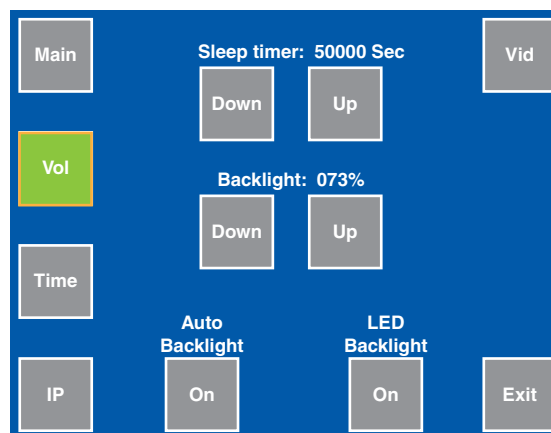 Main
Sleep timer: 50000 Sec
Vid
Down
Up
Vol
Backlight: 073%
Down
Up
Time
Auto
Backlight
LED
Backlight
IP
On
On
Exit